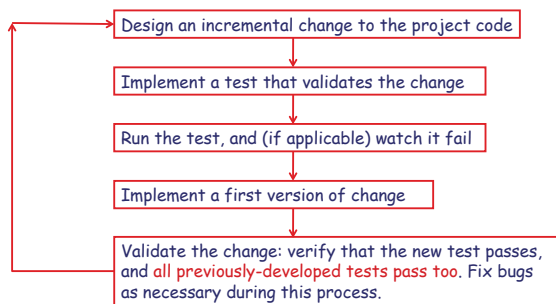 Design an incremental change to the project code
Implement a test that validates the change
Run the test, and (if applicable) watch it fail
Implement a first version of change
Validate the change: verify that the new test passes,
and all previously-developed tests pass too. Fix bugs
as necessary during this process.